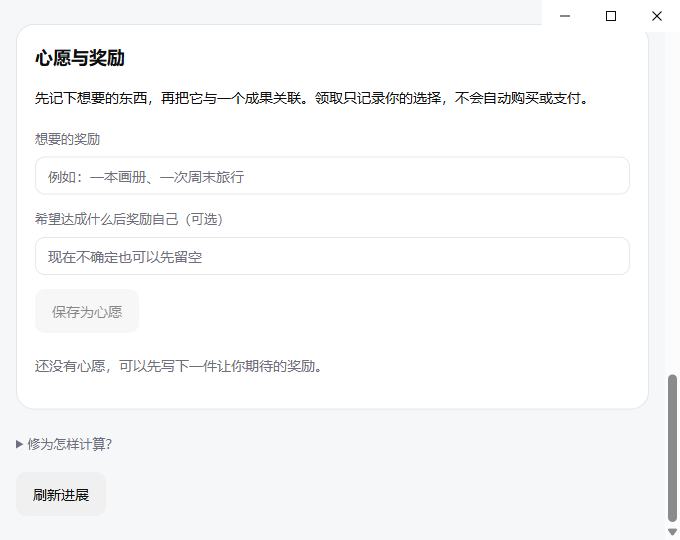 心愿与奖励
先记下想要的东西，再把它与一个成果关联。领取只记录你的选择，不会自动购买或支付。
想要的奖励
例如：一本画册、一次周末旅行
希望达成什么后奖励自己（可选）
现在不确定也可以先留空
保存为心愿
还没有心愿，可以先写下一件让你期待的奖励。
修为怎样计算？
刷新进展